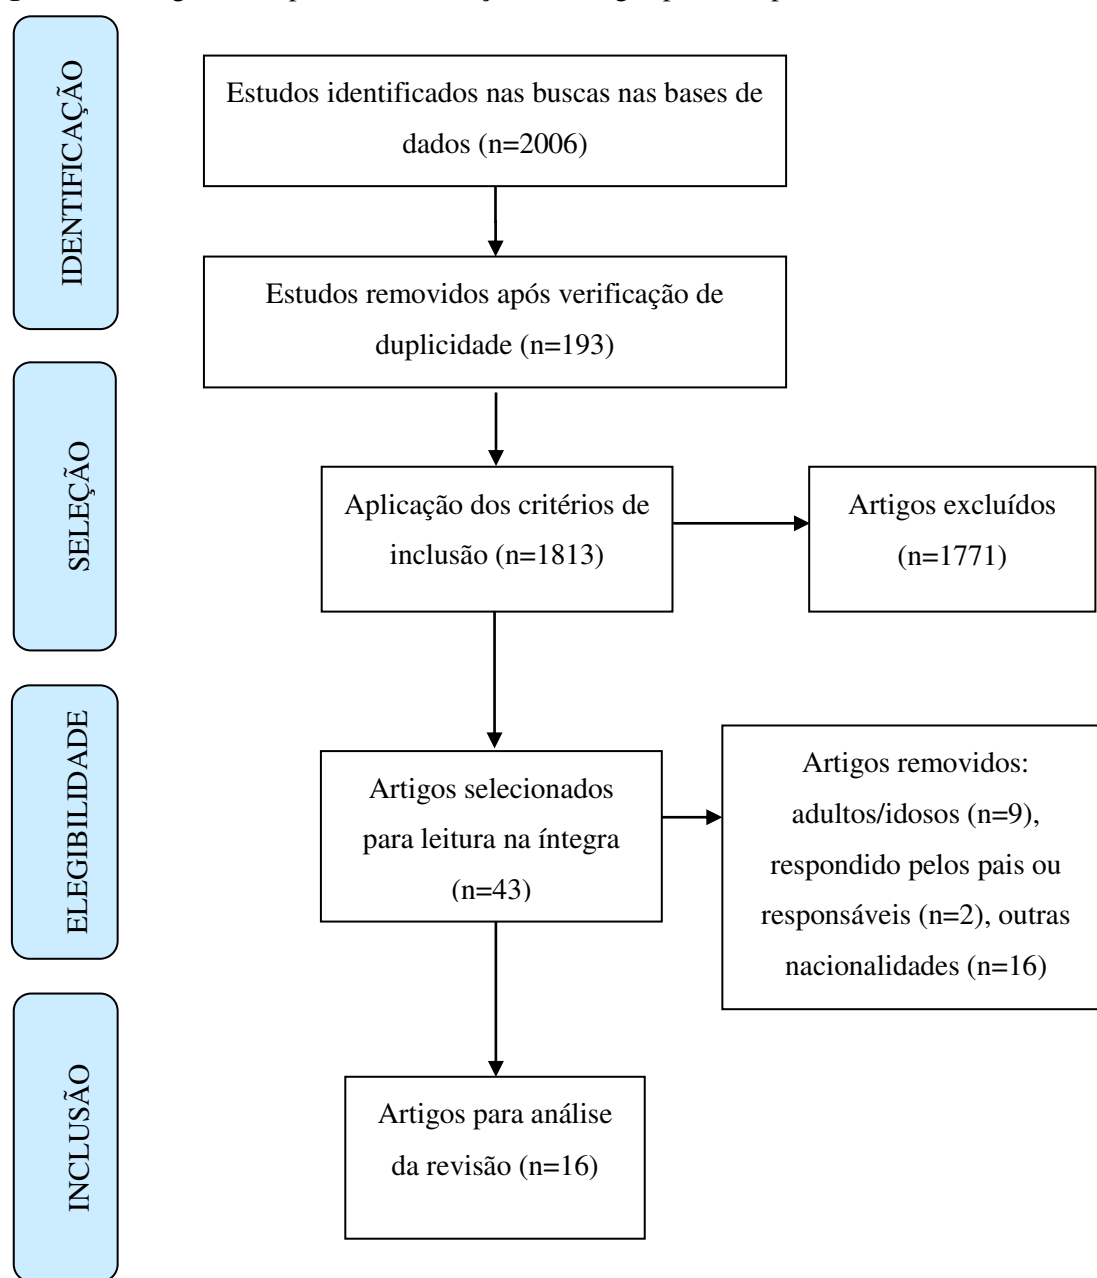 IDENTIFICAÇÃO
Estudos identificados nas buscas nas bases de
dados (n=2006)
Estudos removidos após verificação de
duplicidade (n=193)
SELEÇÃO
Aplicação dos critérios de
inclusão (n=1813)
Artigos excluídos
(n=1771)
ELEGIBILIDADE
Artigos selecionados
para leitura na íntegra
(n=43)
Artigos removidos:
adultos/idosos (n=9),
respondido pelos pais ou
responsáveis (n=2), outras
nacionalidades (n=16)
INCLUSÃO
Artigos para análise
da revisão (n=16)